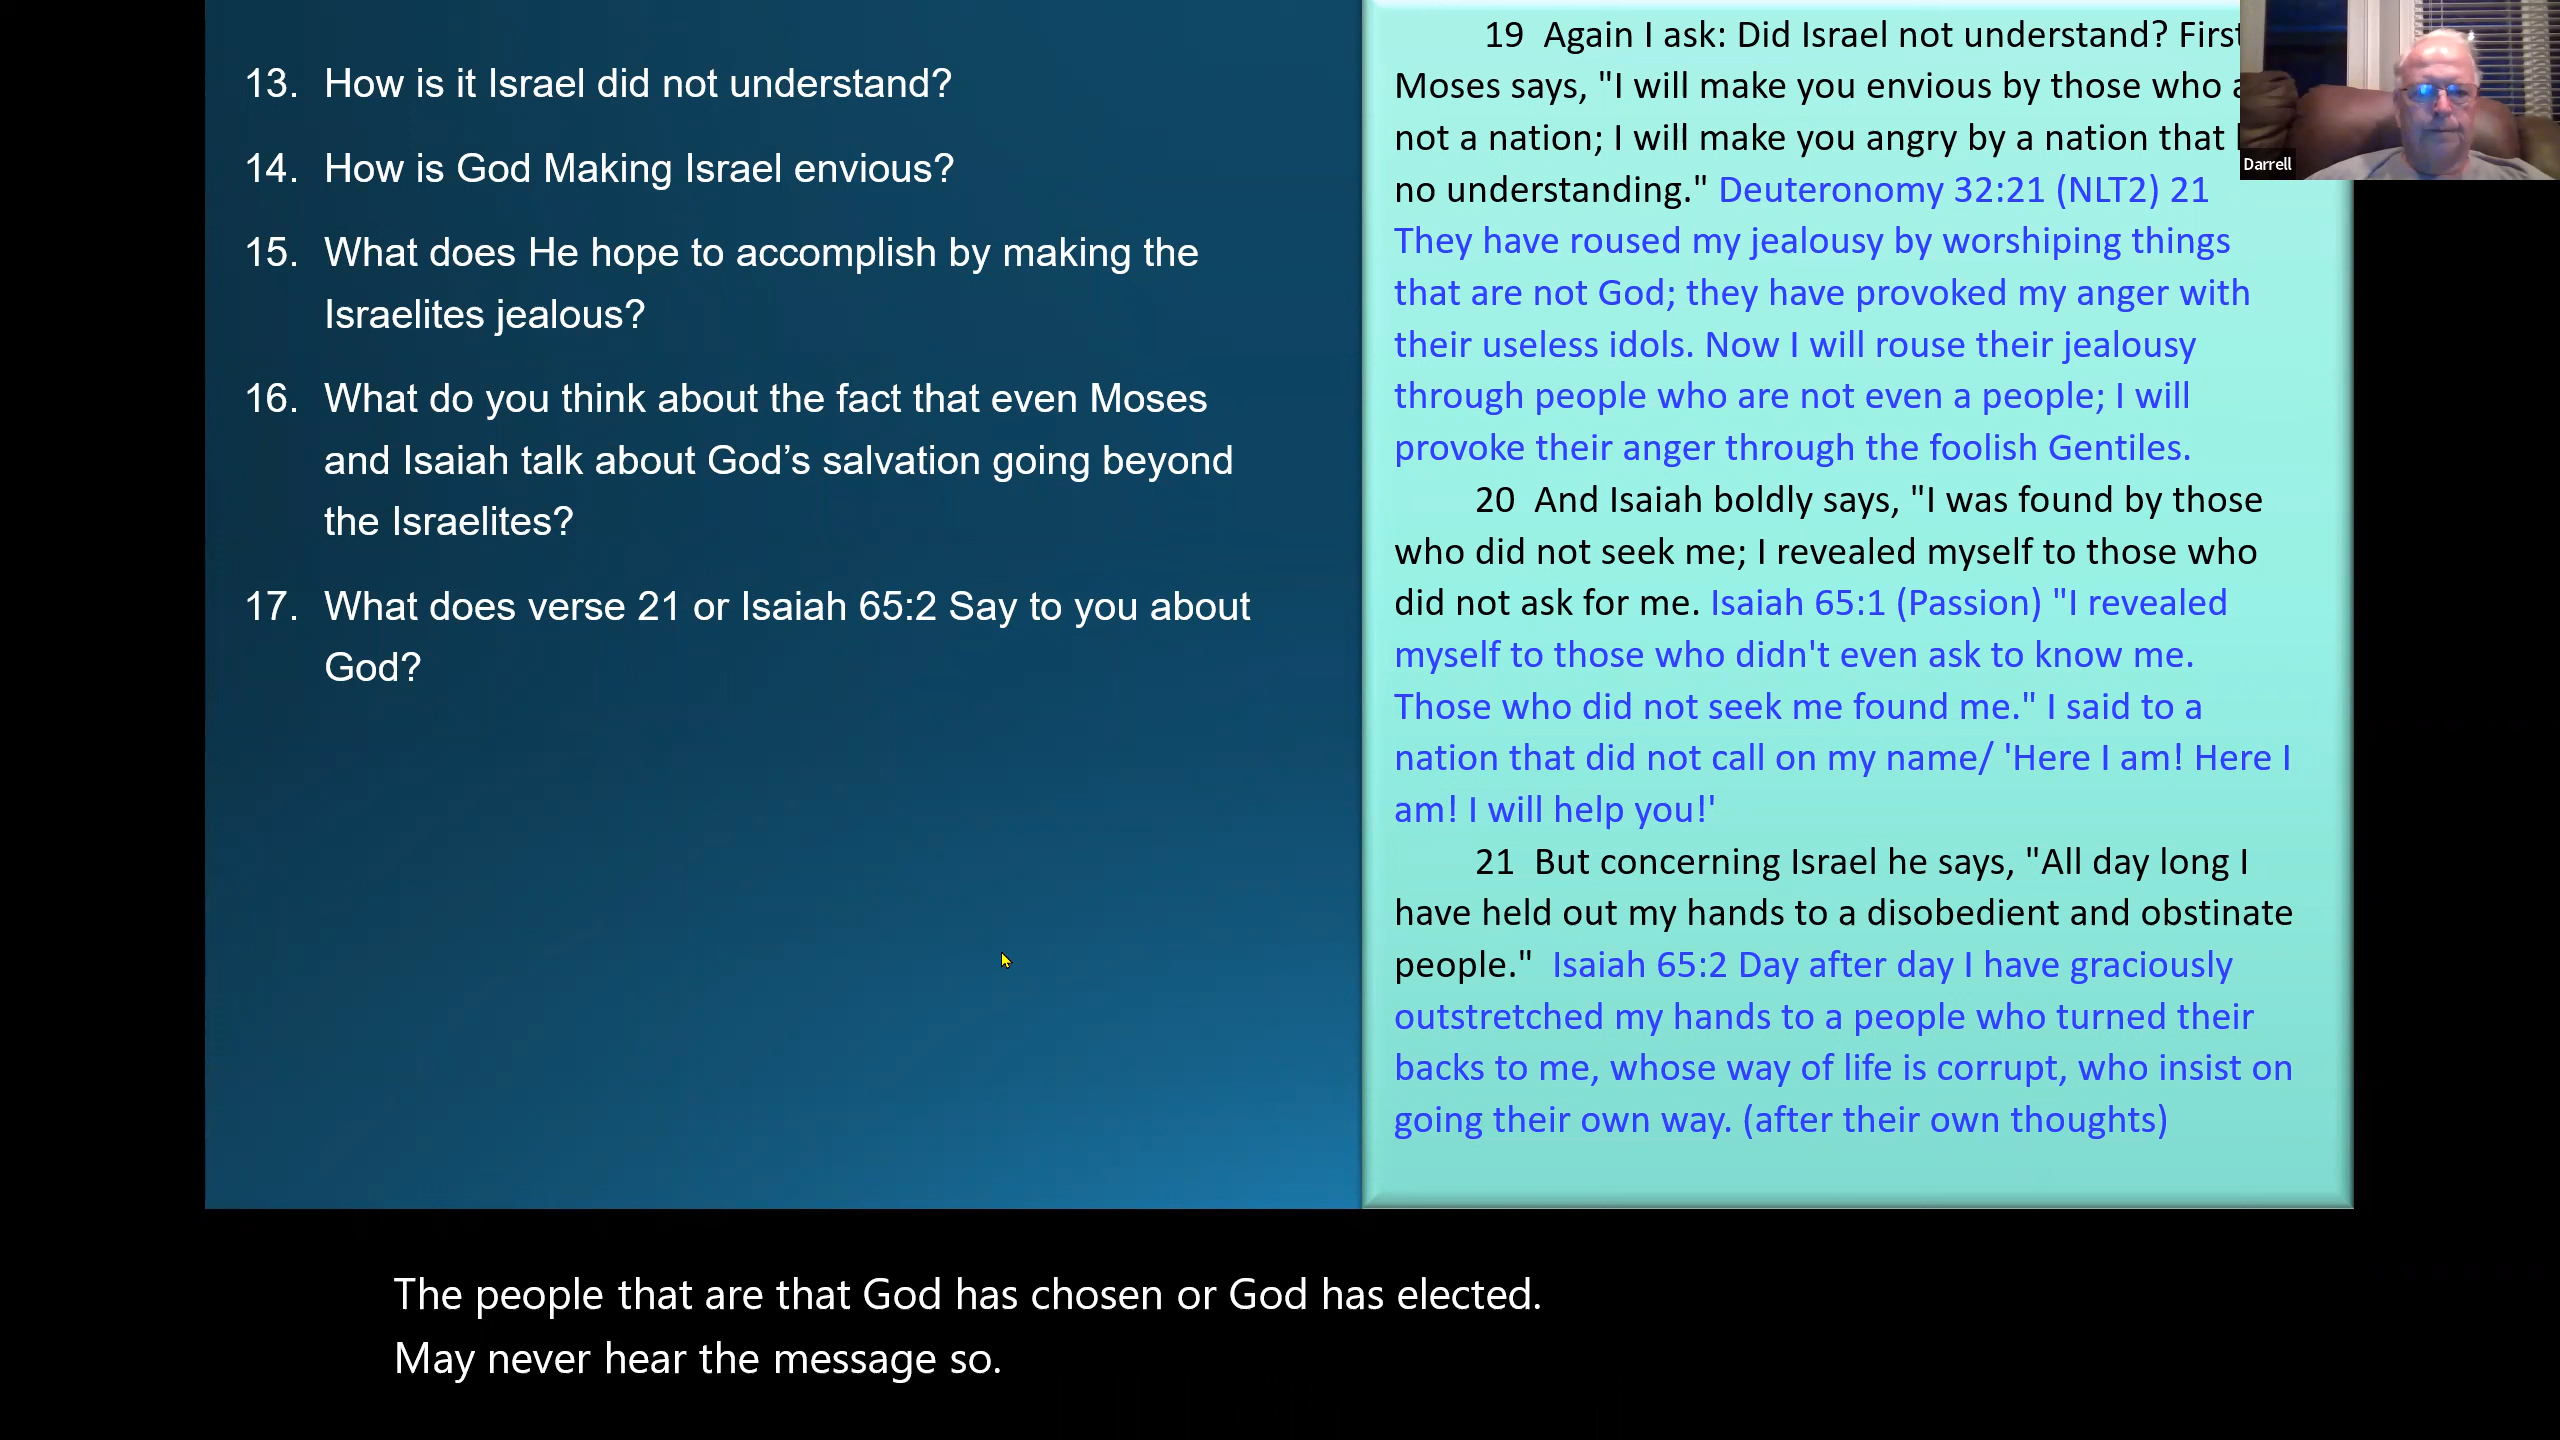 13. How is it Israel did not understand?
14. How is God Making Israel envious?
15. What does He hope to accomplish by making the
Israelites jealous?
16. What do you think about the fact that even Moses
and Isaiah talk about God’s salvation going beyond
the Israelites?
17. What does verse 21 or Isaiah 65:2 Say to you about
God?
19 Again I ask: Did Israel not understand? First
Moses says, "I will make you envious by those who
not a nation; I will make you angry by a nation that
no understanding." Deuteronomy 32:21 (NLT2) 21
They have roused my jealousy by worshiping things
that are not God; they have provoked my anger with
their useless idols. Now I will rouse their jealousy
through people who are not even a people; I will
provoke their anger through the foolish Gentiles.
20 And Isaiah boldly says, "I was found by those
who did not seek me; I revealed myself to those who
did not ask for me. Isaiah 65:1 (Passion) "I revealed
myself to those who didn't even ask to know me.
Those who did not seek me found me." I said to a
nation that did not call on my name/ 'Here I am! Here I
am! I will help you!'
21 But concerning Israel he says, "All day long I
have held out my hands to a disobedient and obstinate
people." Isaiah 65:2 Day after day I have graciously
outstretched my hands to a people who turned their
backs to me, whose way of life is corrupt, who insist on
going their own way. (after their own thoughts)
Darrell
The people that are that God has chosen or God has elected.
May never hear the message so.